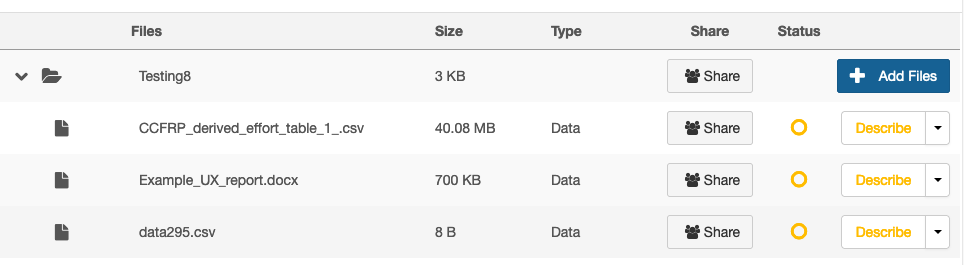 Files Size Type Share Status
Testing8 3 KB Share Add Files
CCFRP_derived_effort_table_1_.csv 40.08 MB Data Share Describe
Example_UX_report.docx 700 KB Data Share Describe
data295.csv 8 B Data Share Describe